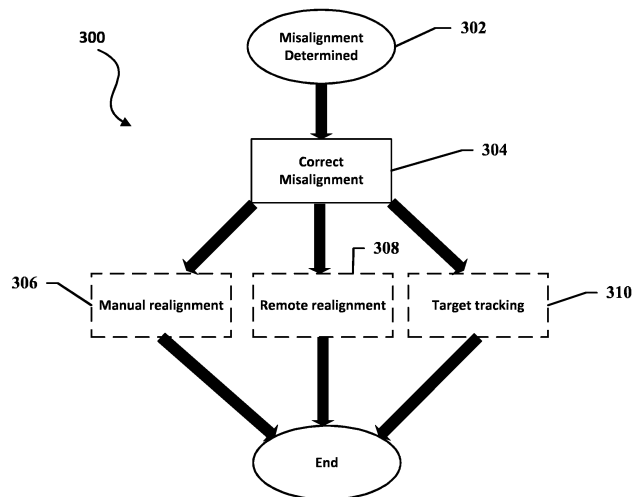 300
Misalignment
Determined
302
Correct
Misalignment
304
306
Manual realignment
308
Remote realignment
Target tracking
310
End